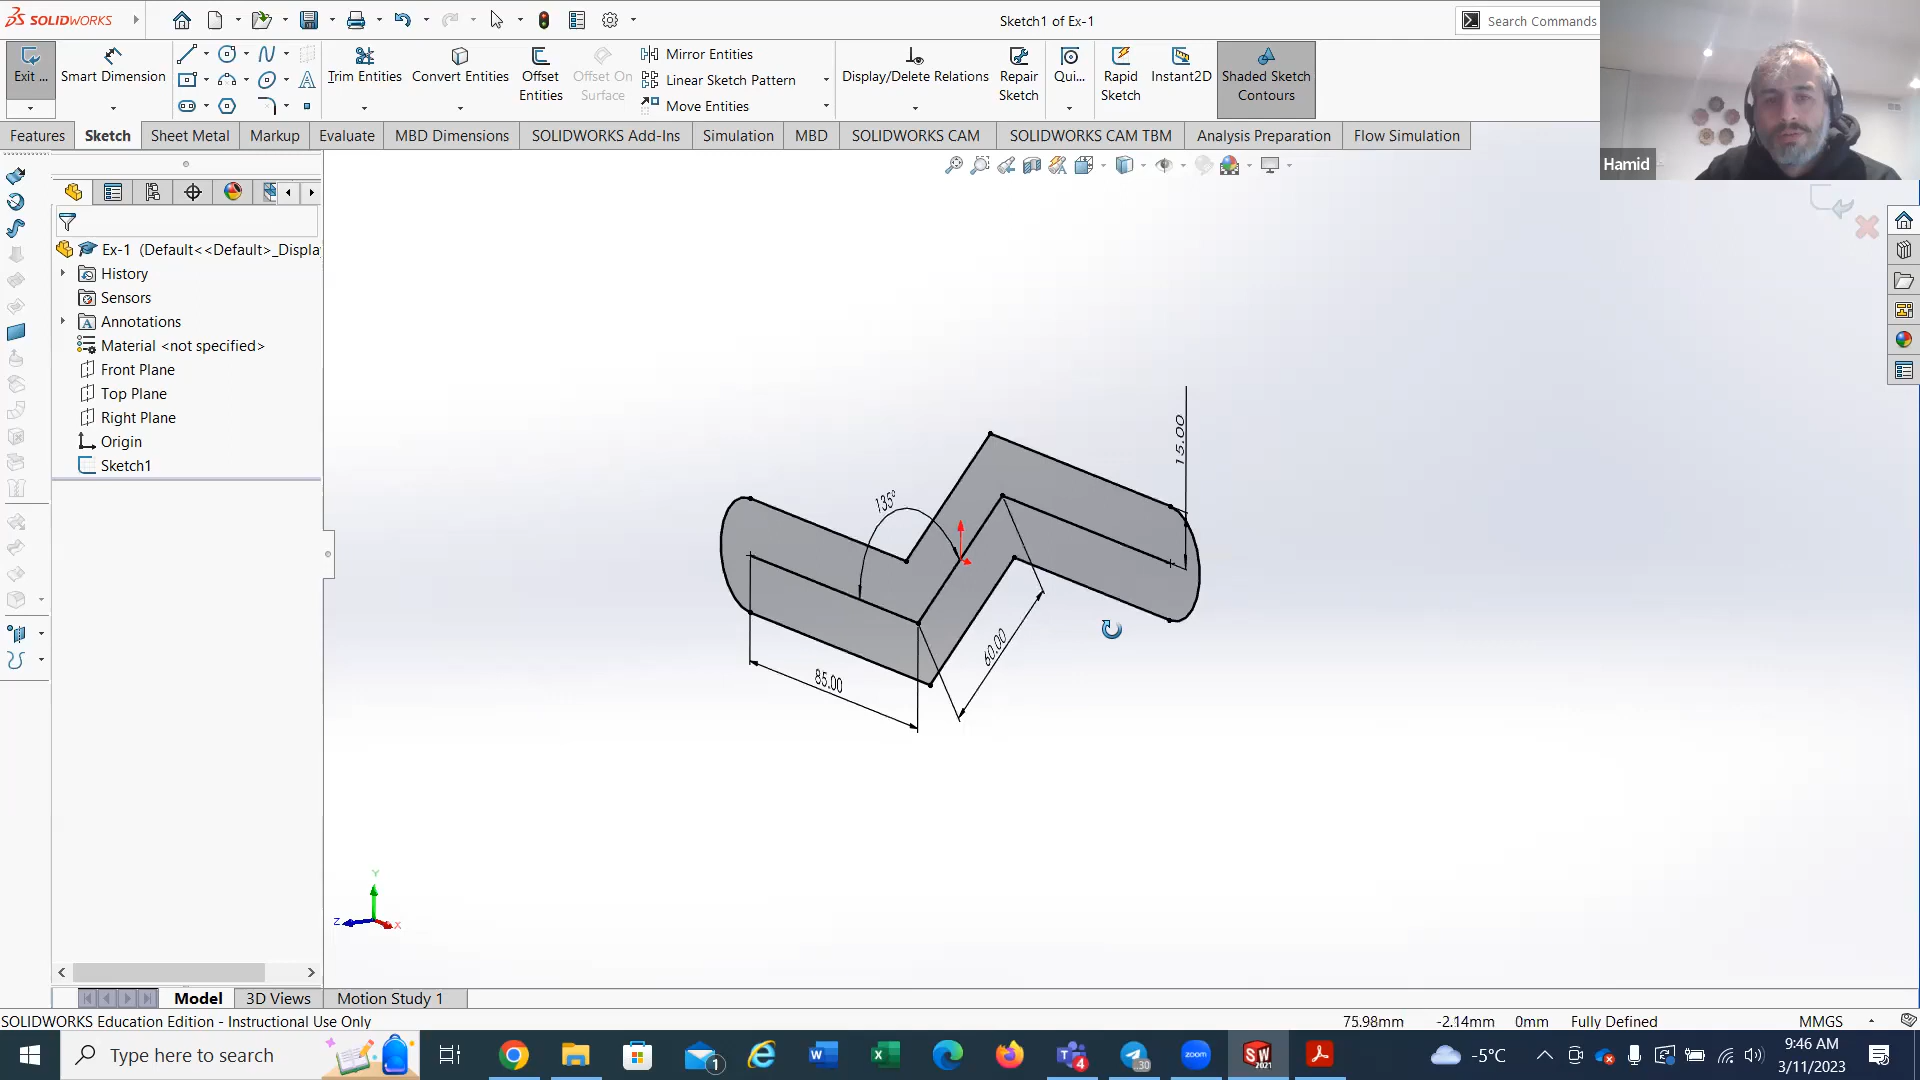 SOLIDWORKS
Sketch1 of Ex-1
Search Commands
Exit ...
Smart Dimension
Trim Entities
Convert Entities
Offset Entities
Offset On Surface
Mirror Entities
Linear Sketch Pattern
Move Entities
Display/Delete Relations
Repair Sketch
Qui...
Rapid Sketch
Instant2D
Shaded Sketch Contours
Features
Sketch
Sheet Metal
Markup
Evaluate
MBD Dimensions
SOLIDWORKS Add-Ins
Simulation
MBD
SOLIDWORKS CAM
SOLIDWORKS CAM TBM
Analysis Preparation
Flow Simulation
Hamid
Ex-1 (Default<<Default>_Displa
History
Sensors
Annotations
Material <not specified>
Front Plane
Top Plane
Right Plane
Origin
Sketch1
15.00
135°
60.00
85.00
Y
Z
X
Model
3D Views
Motion Study 1
SOLIDWORKS Education Edition - Instructional Use Only
75.98mm
-2.14mm
0mm
Fully Defined
MMGS
Type here to search
1
zoom
SW
2021
4
30
-5°C
9:46 AM
3/11/2023